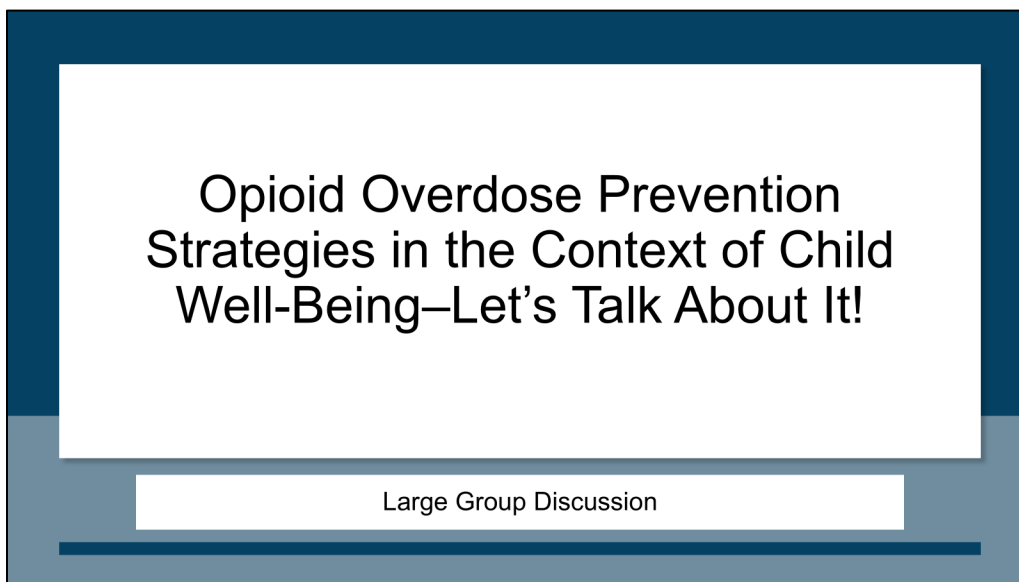 Opioid Overdose Prevention
Strategies in the Context of Child
Well-Being–Let’s Talk About It!
Large Group Discussion